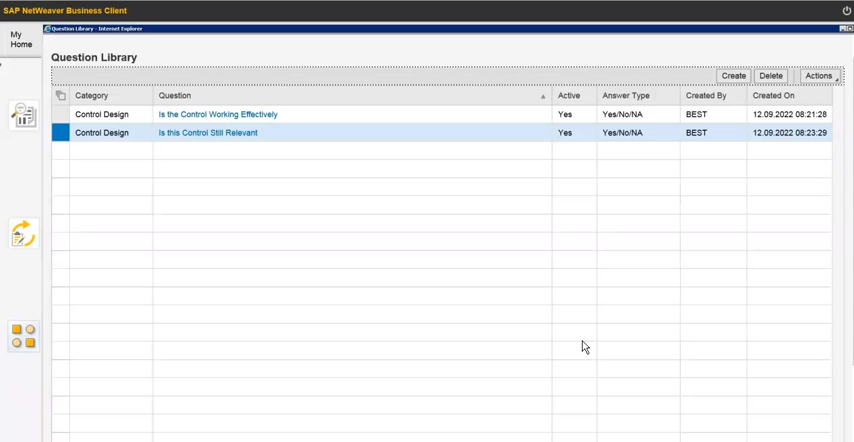 SAP NetWeaver Business Client
My
Home
Question Library - Internet Explorer
Question Library
Create Delete Actions
Category Question Active Answer Type Created By Created On
Control Design Is the Control Working Effectively Yes Yes/No/NA BEST 12.09.2022 08:21:28
Control Design Is this Control Still Relevant Yes Yes/No/NA BEST 12.09.2022 08:23:29